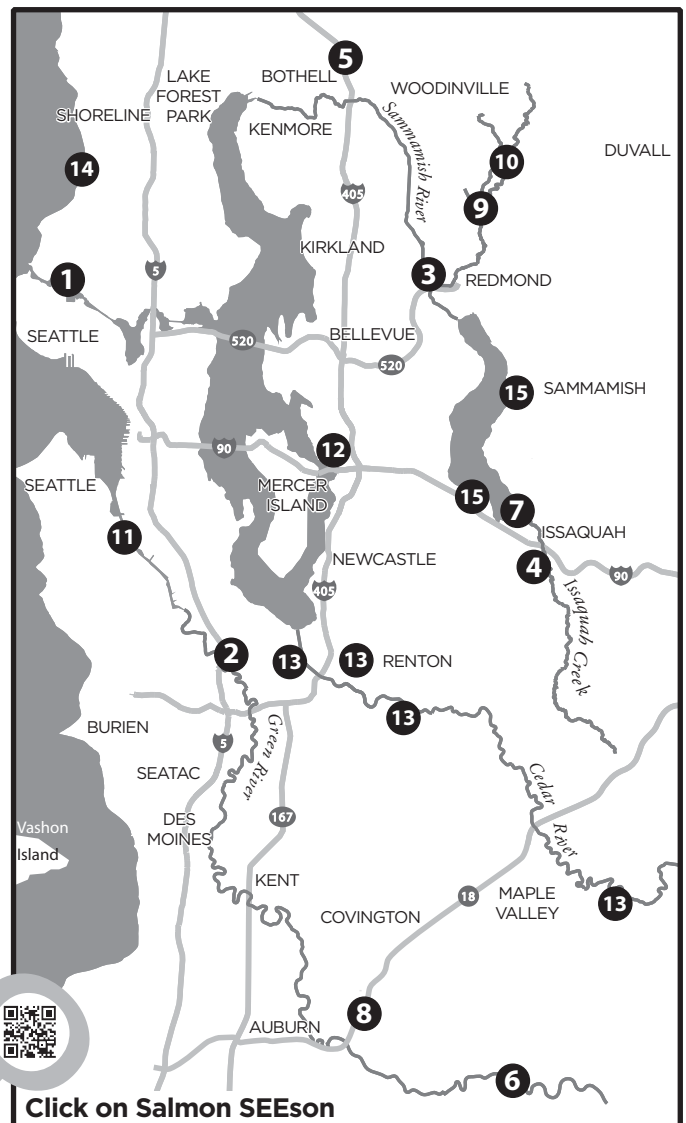 5
LAKE
FOREST
PARK
BOTHELL
WOODINVILLE
SHORELINE
KENMORE
Sammamish River
10
DUVALL
14
405
9
KIRKLAND
1
5
3
REDMOND
SEATTLE
520
BELLEVUE
520
15
SAMMAMISH
90
12
SEATTLE
MERCER
ISLAND
15
7
11
ISSAQUAH
NEWCASTLE
4
90
405
Issaquah Creek
2
13
13
RENTON
13
BURIEN
Green River
5
SEATAC
Cedar
River
DES
MOINES
167
Vashon
Island
KENT
18
MAPLE
VALLEY
13
COVINGTON
8
AUBURN
6
Click on Salmon SEEson